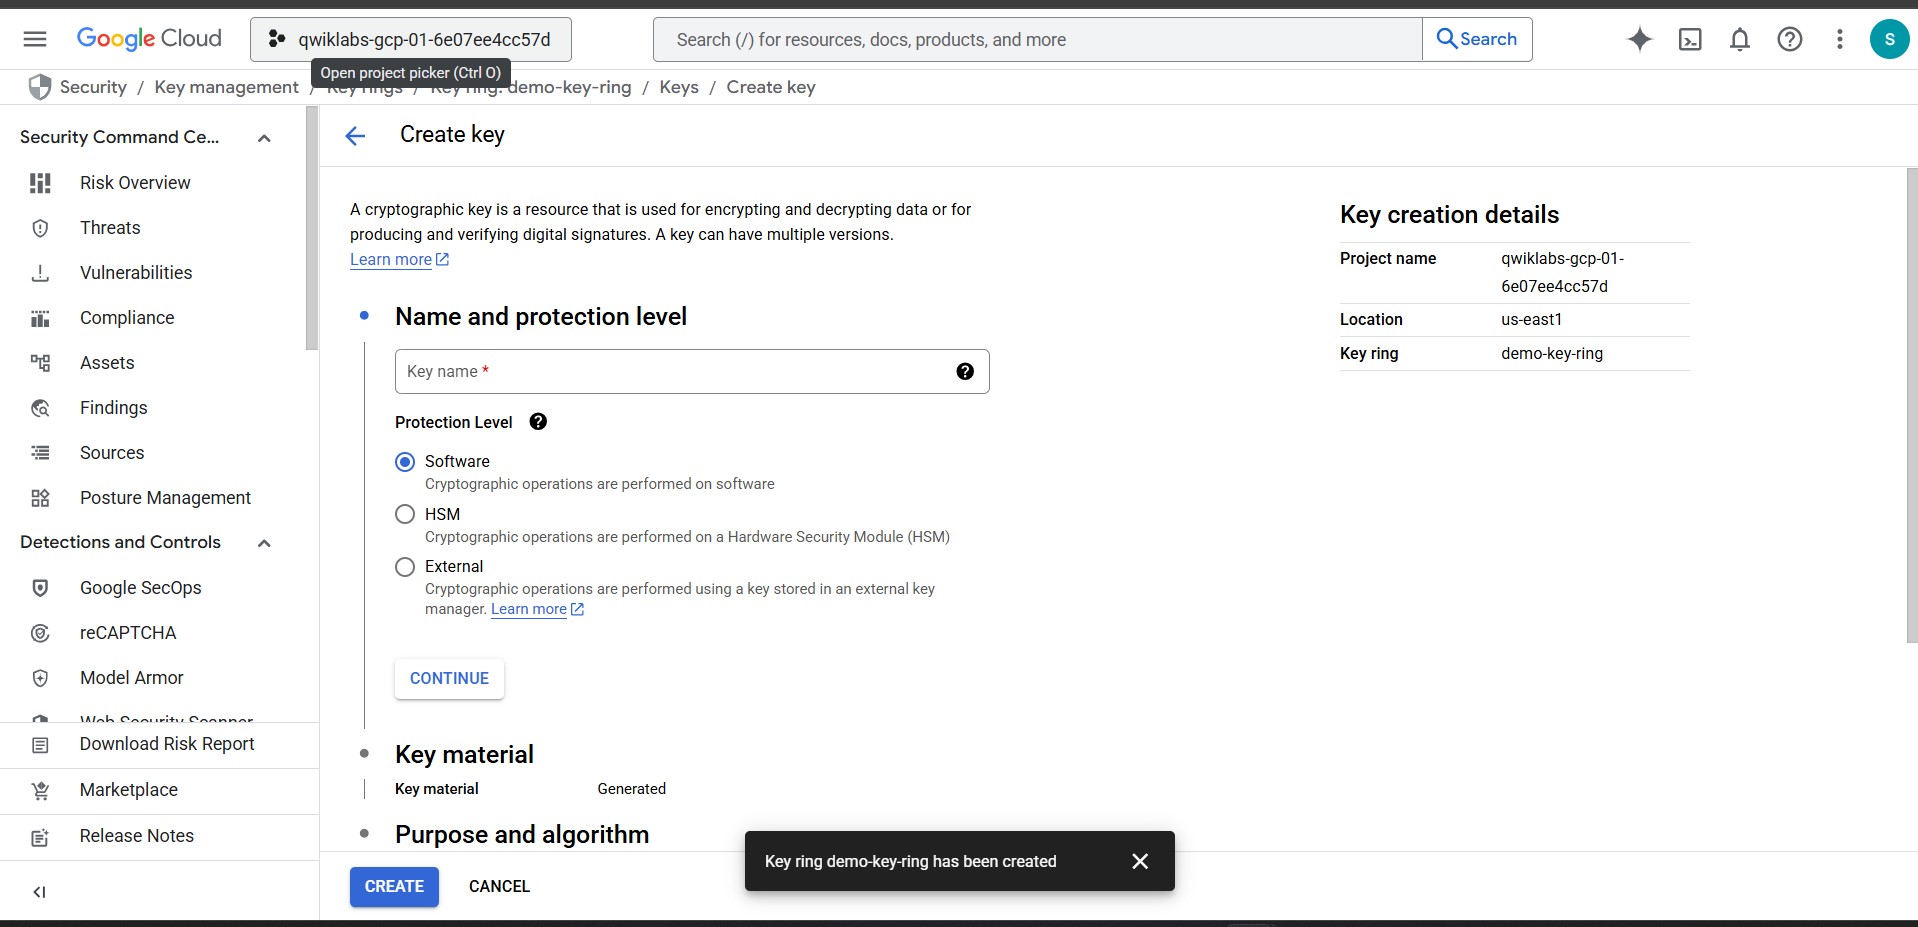 Google Cloud
qwiklabs-gcp-01-6e07ee4cc57d
Search (/) for resources, docs, products, and more
Search
S
Open project picker (Ctrl O)
Security / Key management / Key rings / Key ring: demo-key-ring / Keys / Create key
Security Command Ce...
Risk Overview
Threats
Vulnerabilities
Compliance
Assets
Findings
Sources
Posture Management
Detections and Controls
Google SecOps
reCAPTCHA
Model Armor
Web Security Scanner
Download Risk Report
Marketplace
Release Notes
Create key
A cryptographic key is a resource that is used for encrypting and decrypting data or for
producing and verifying digital signatures. A key can have multiple versions.
Learn more
Name and protection level
Key name *
Protection Level
Software
Cryptographic operations are performed on software
HSM
Cryptographic operations are performed on a Hardware Security Module (HSM)
External
Cryptographic operations are performed using a key stored in an external key
manager. Learn more
CONTINUE
Key material
Key material Generated
Purpose and algorithm
CREATE
CANCEL
Key ring demo-key-ring has been created
Key creation details
Project name qwiklabs-gcp-01-
6e07ee4cc57d
Location us-east1
Key ring demo-key-ring